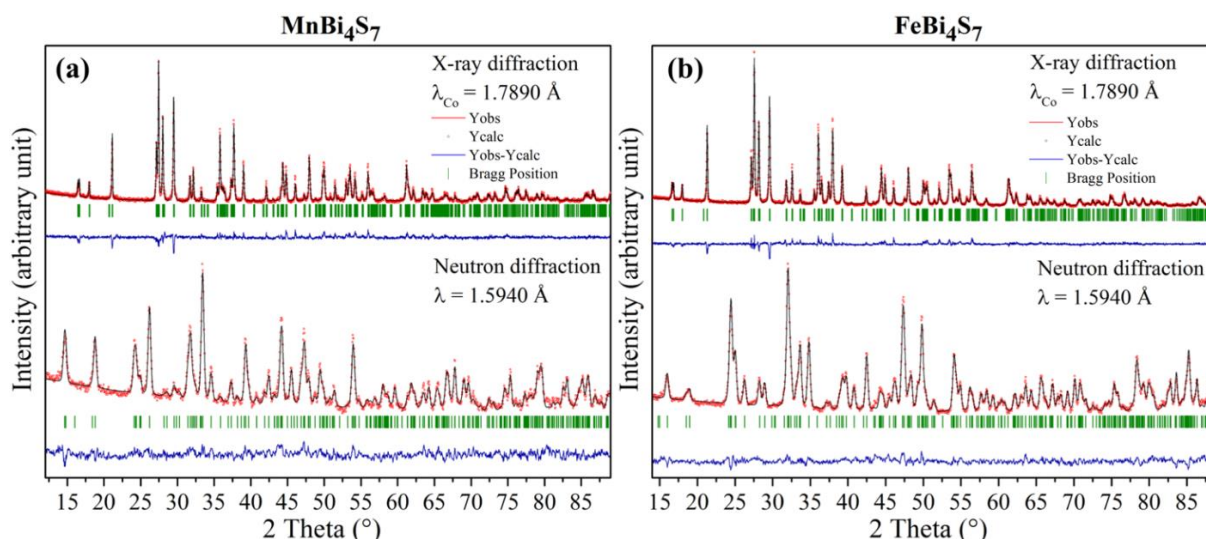 MnBi₄S₇
(a)
X-ray diffraction
λCo = 1.7890 Å
Yobs
Ycalc
Yobs-Ycalc
Bragg Position
Neutron diffraction
λ = 1.5940 Å
Intensity (arbitrary unit)
15 20 25 30 35 40 45 50 55 60 65 70 75 80 85
2 Theta (°)
FeBi₄S₇
(b)
X-ray diffraction
λCo = 1.7890 Å
Yobs
Ycalc
Yobs-Ycalc
Bragg Position
Neutron diffraction
λ = 1.5940 Å
Intensity (arbitrary unit)
15 20 25 30 35 40 45 50 55 60 65 70 75 80 85
2 Theta (°)